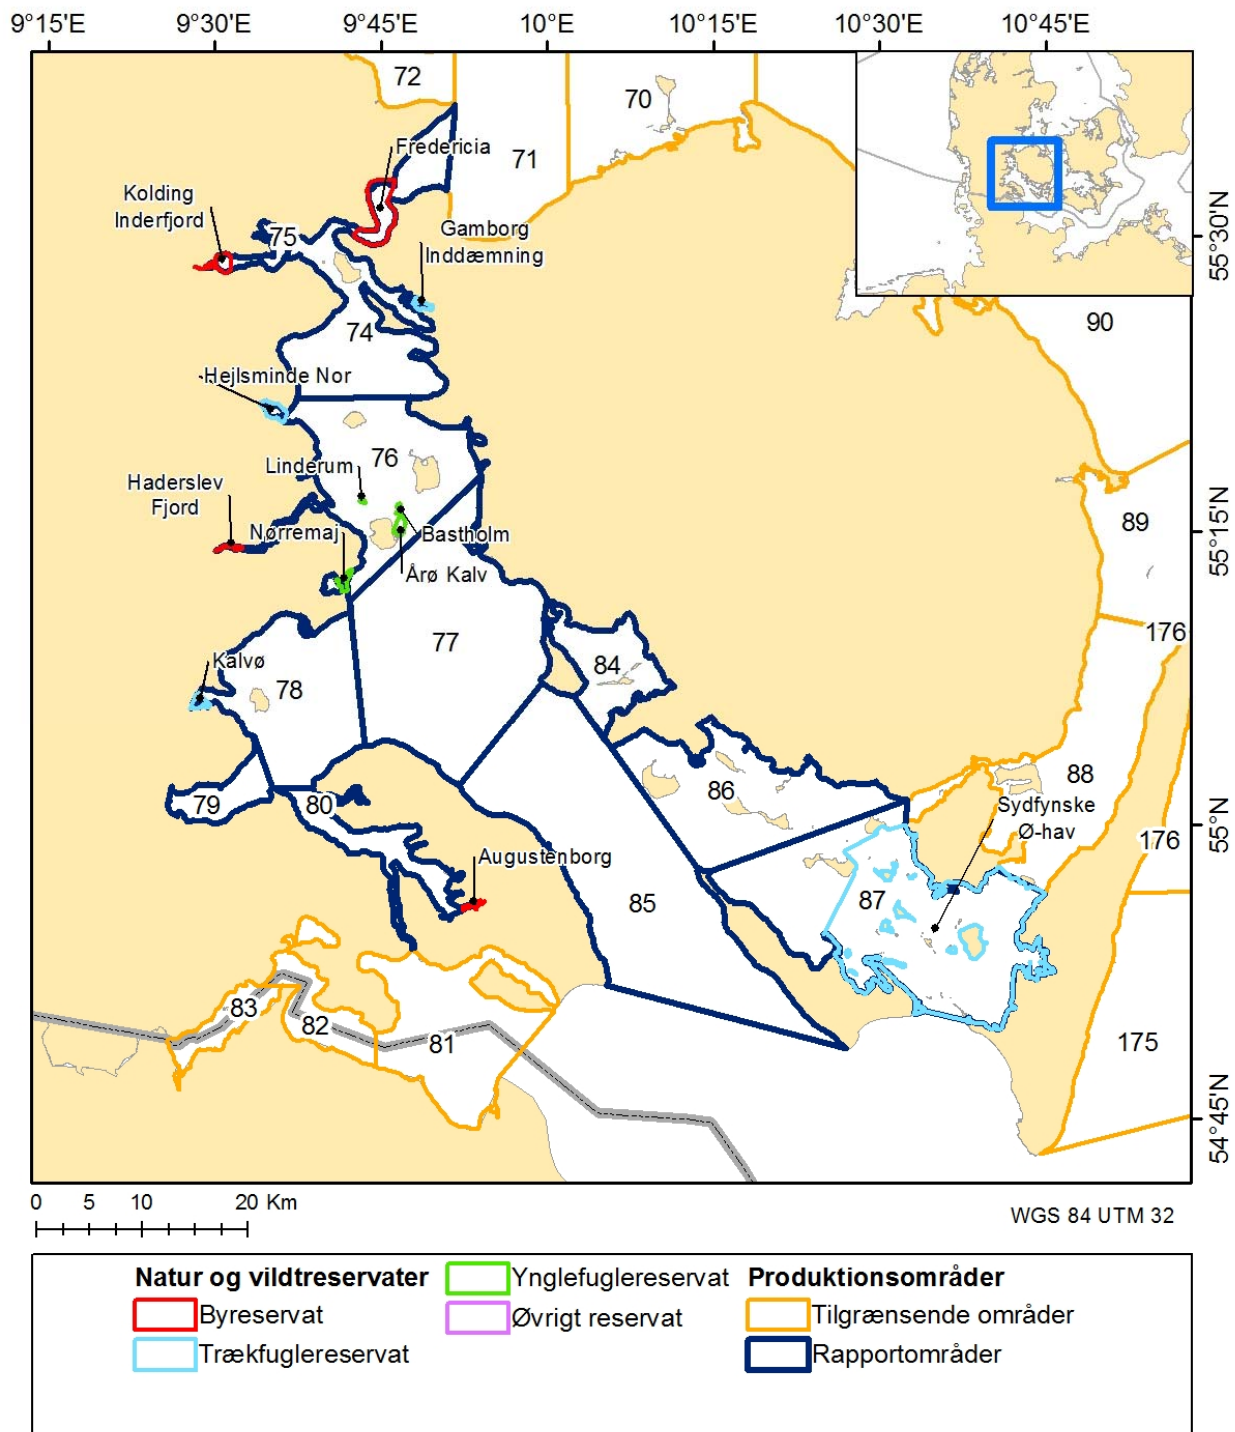 9°15'E
9°30'E
9°45'E
10°E
10°15'E
10°30'E
10°45'E
72
70
71
Fredericia
Kolding
Inderfjord
75
Gamborg
Inddæmning
55°30'N
90
74
Hejlsminde Nor
76
Linderum
Haderslev
Fjord
Nørremaj
Bastholm
Årø Kalv
89
55°15'N
77
84
176
Kalvø
78
79
80
86
88
Sydfynske
Ø-hav
55°N
176
Augustenborg
85
87
83
82
81
175
54°45'N
0 5 10 20 Km
WGS 84 UTM 32
Natur og vildtreservater
Byreservat
Trækfuglereservat
Ynglefuglereservat
Øvrigt reservat
Produktionsområder
Tilgrænsende områder
Rapportområder